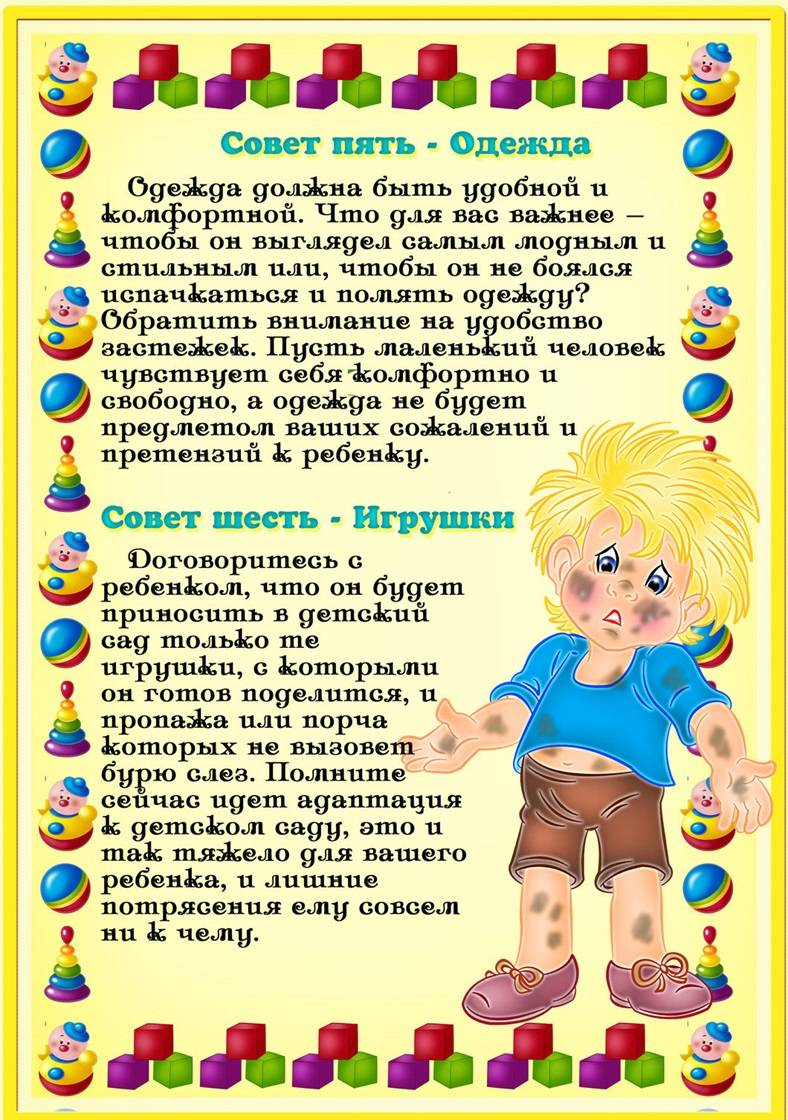 Совет пять - Одежда
Одежда должна быть удобной и
комфортной. Что для вас важнее –
чтобы он выглядел самым модным и
стильным или, чтобы он не боялся
испачкаться и помять одежду?
Обратить внимание на удобство
застежек. Пусть маленький человек
чувствует себя комфортно и
свободно, а одежда не будет
предметом ваших сожалений и
претензий к ребенку.
Совет шесть - Игрушки
Договоритесь с
ребенком, что он будет
приносить в детский
сад только те
игрушки, с которыми
он готов поделится, и
пропажа или порча
которых не вызовет
бурю слез. Помните
сейчас идет адаптация
к детском саду, это и
так тяжело для вашего
ребенка, и лишние
потрясения ему совсем
ни к чему.